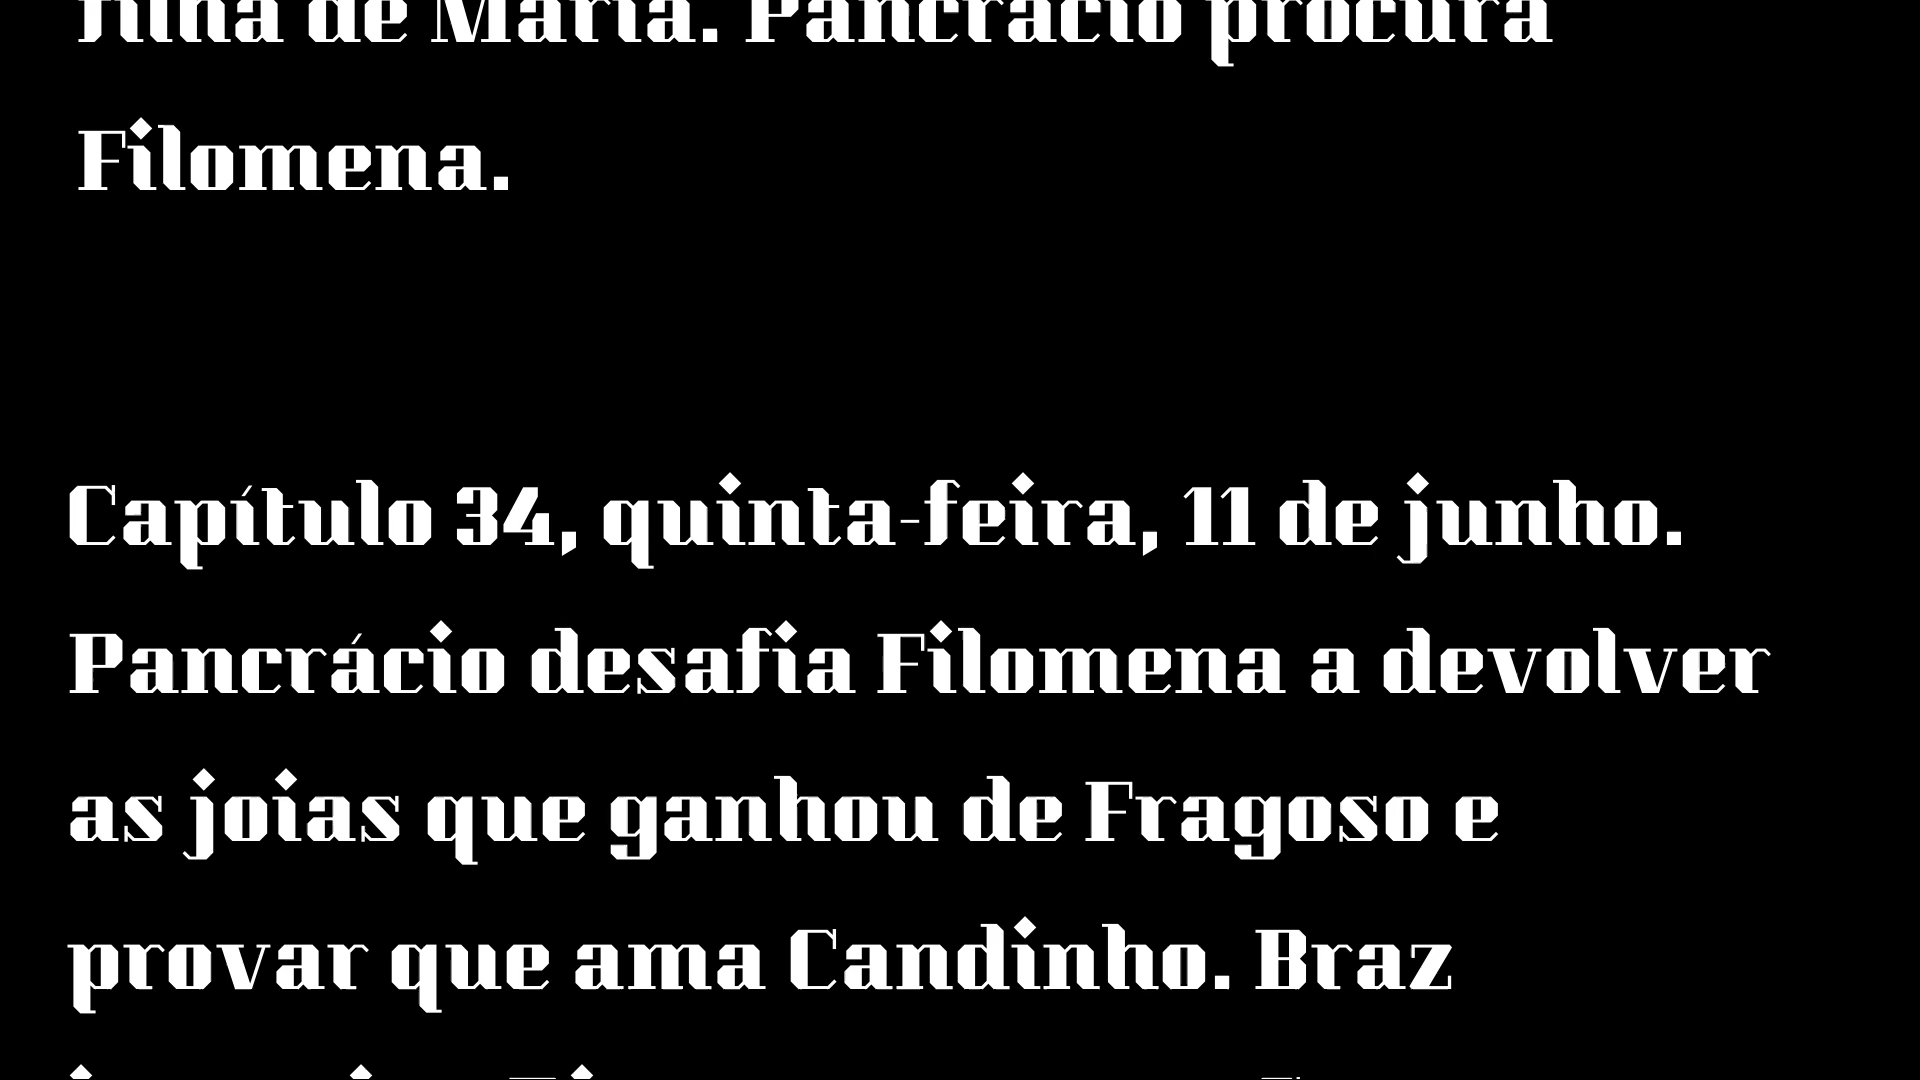 filha de Maria. Pancrácio procura
Filomena.
Capítulo 34, quinta-feira, 11 de junho.
Pancrácio desafia Filomena a devolver
as joias que ganhou de Fragoso e
provar que ama Candinho. Braz